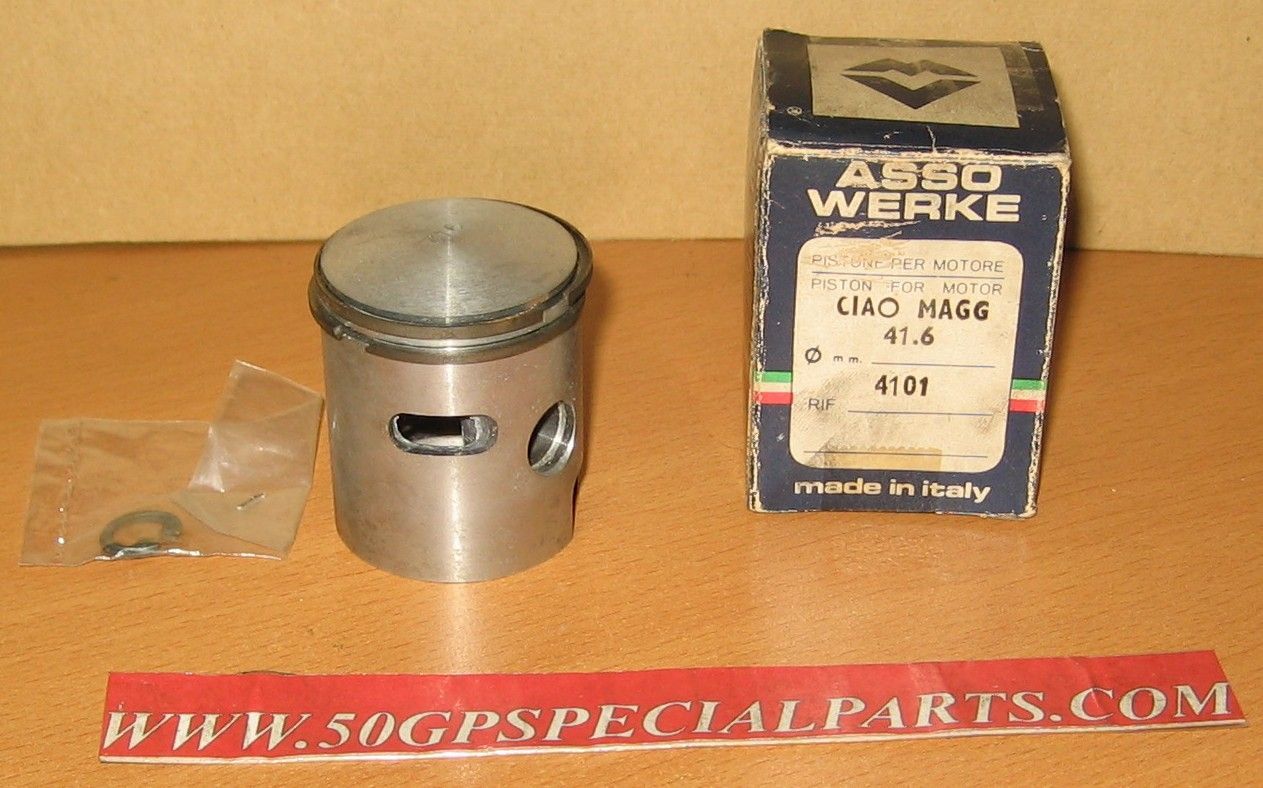 ASSO
WERKE
®
PISTONE PER MOTORE
PISTON FOR MOTOR
CIAO MAGG
41.6
Ø m m.
4101
RIF
made in italy
WWW.50GPSPECIALPARTS.COM